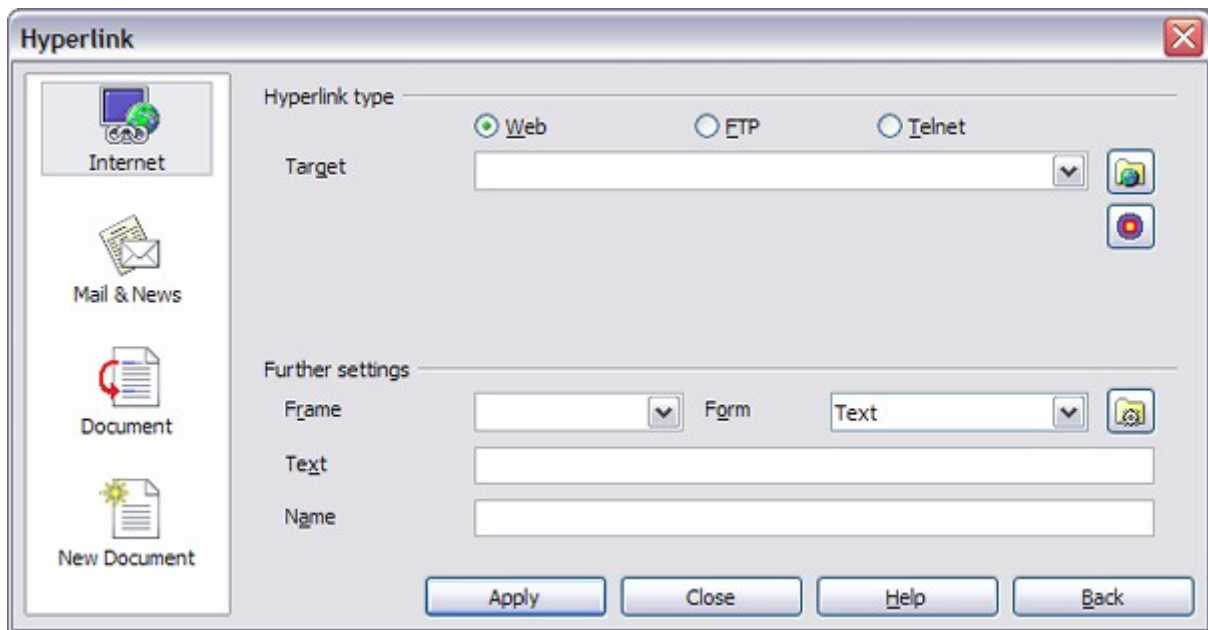 Hyperlink
Internet
Mail & News
Document
New Document
Hyperlink type
Web FTP Telnet
Target
Further settings
Frame Form Text
Text
Name
Apply Close Help Back